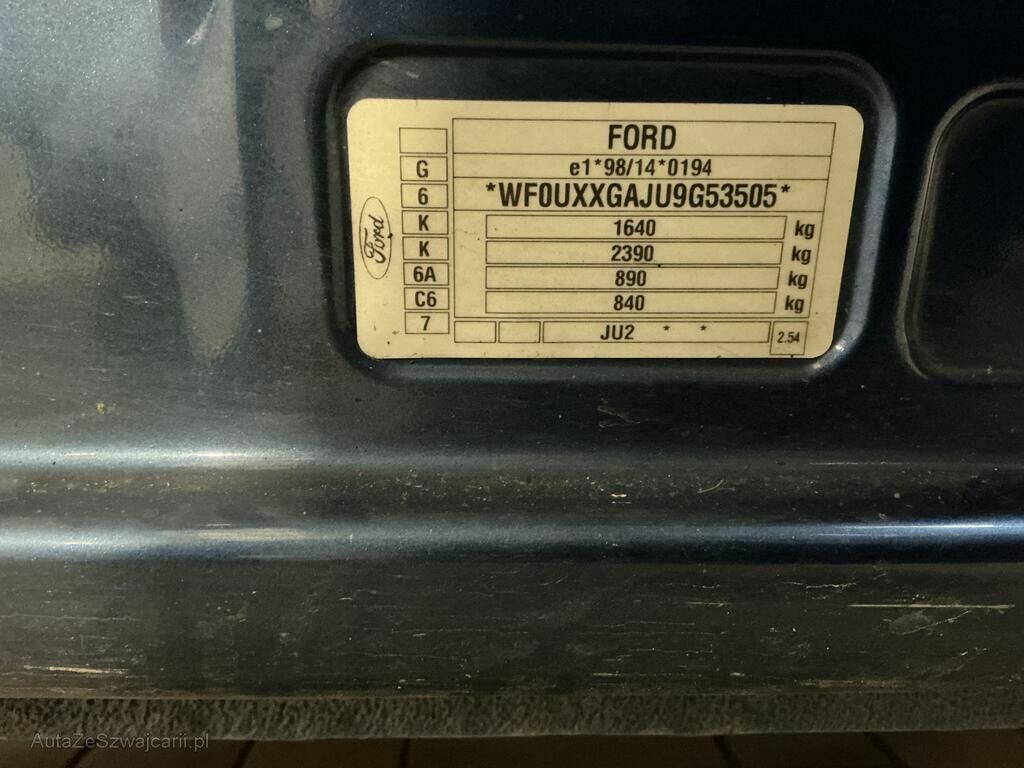 FORD
e1*98/14*0194
*WF0UXXGAJU9G53505*
G
6
K
K
6A
C6
7
Ford
1640 kg
2390 kg
890 kg
840 kg
JU2 * *
2.54
AutaZeSzwajcarii.pl